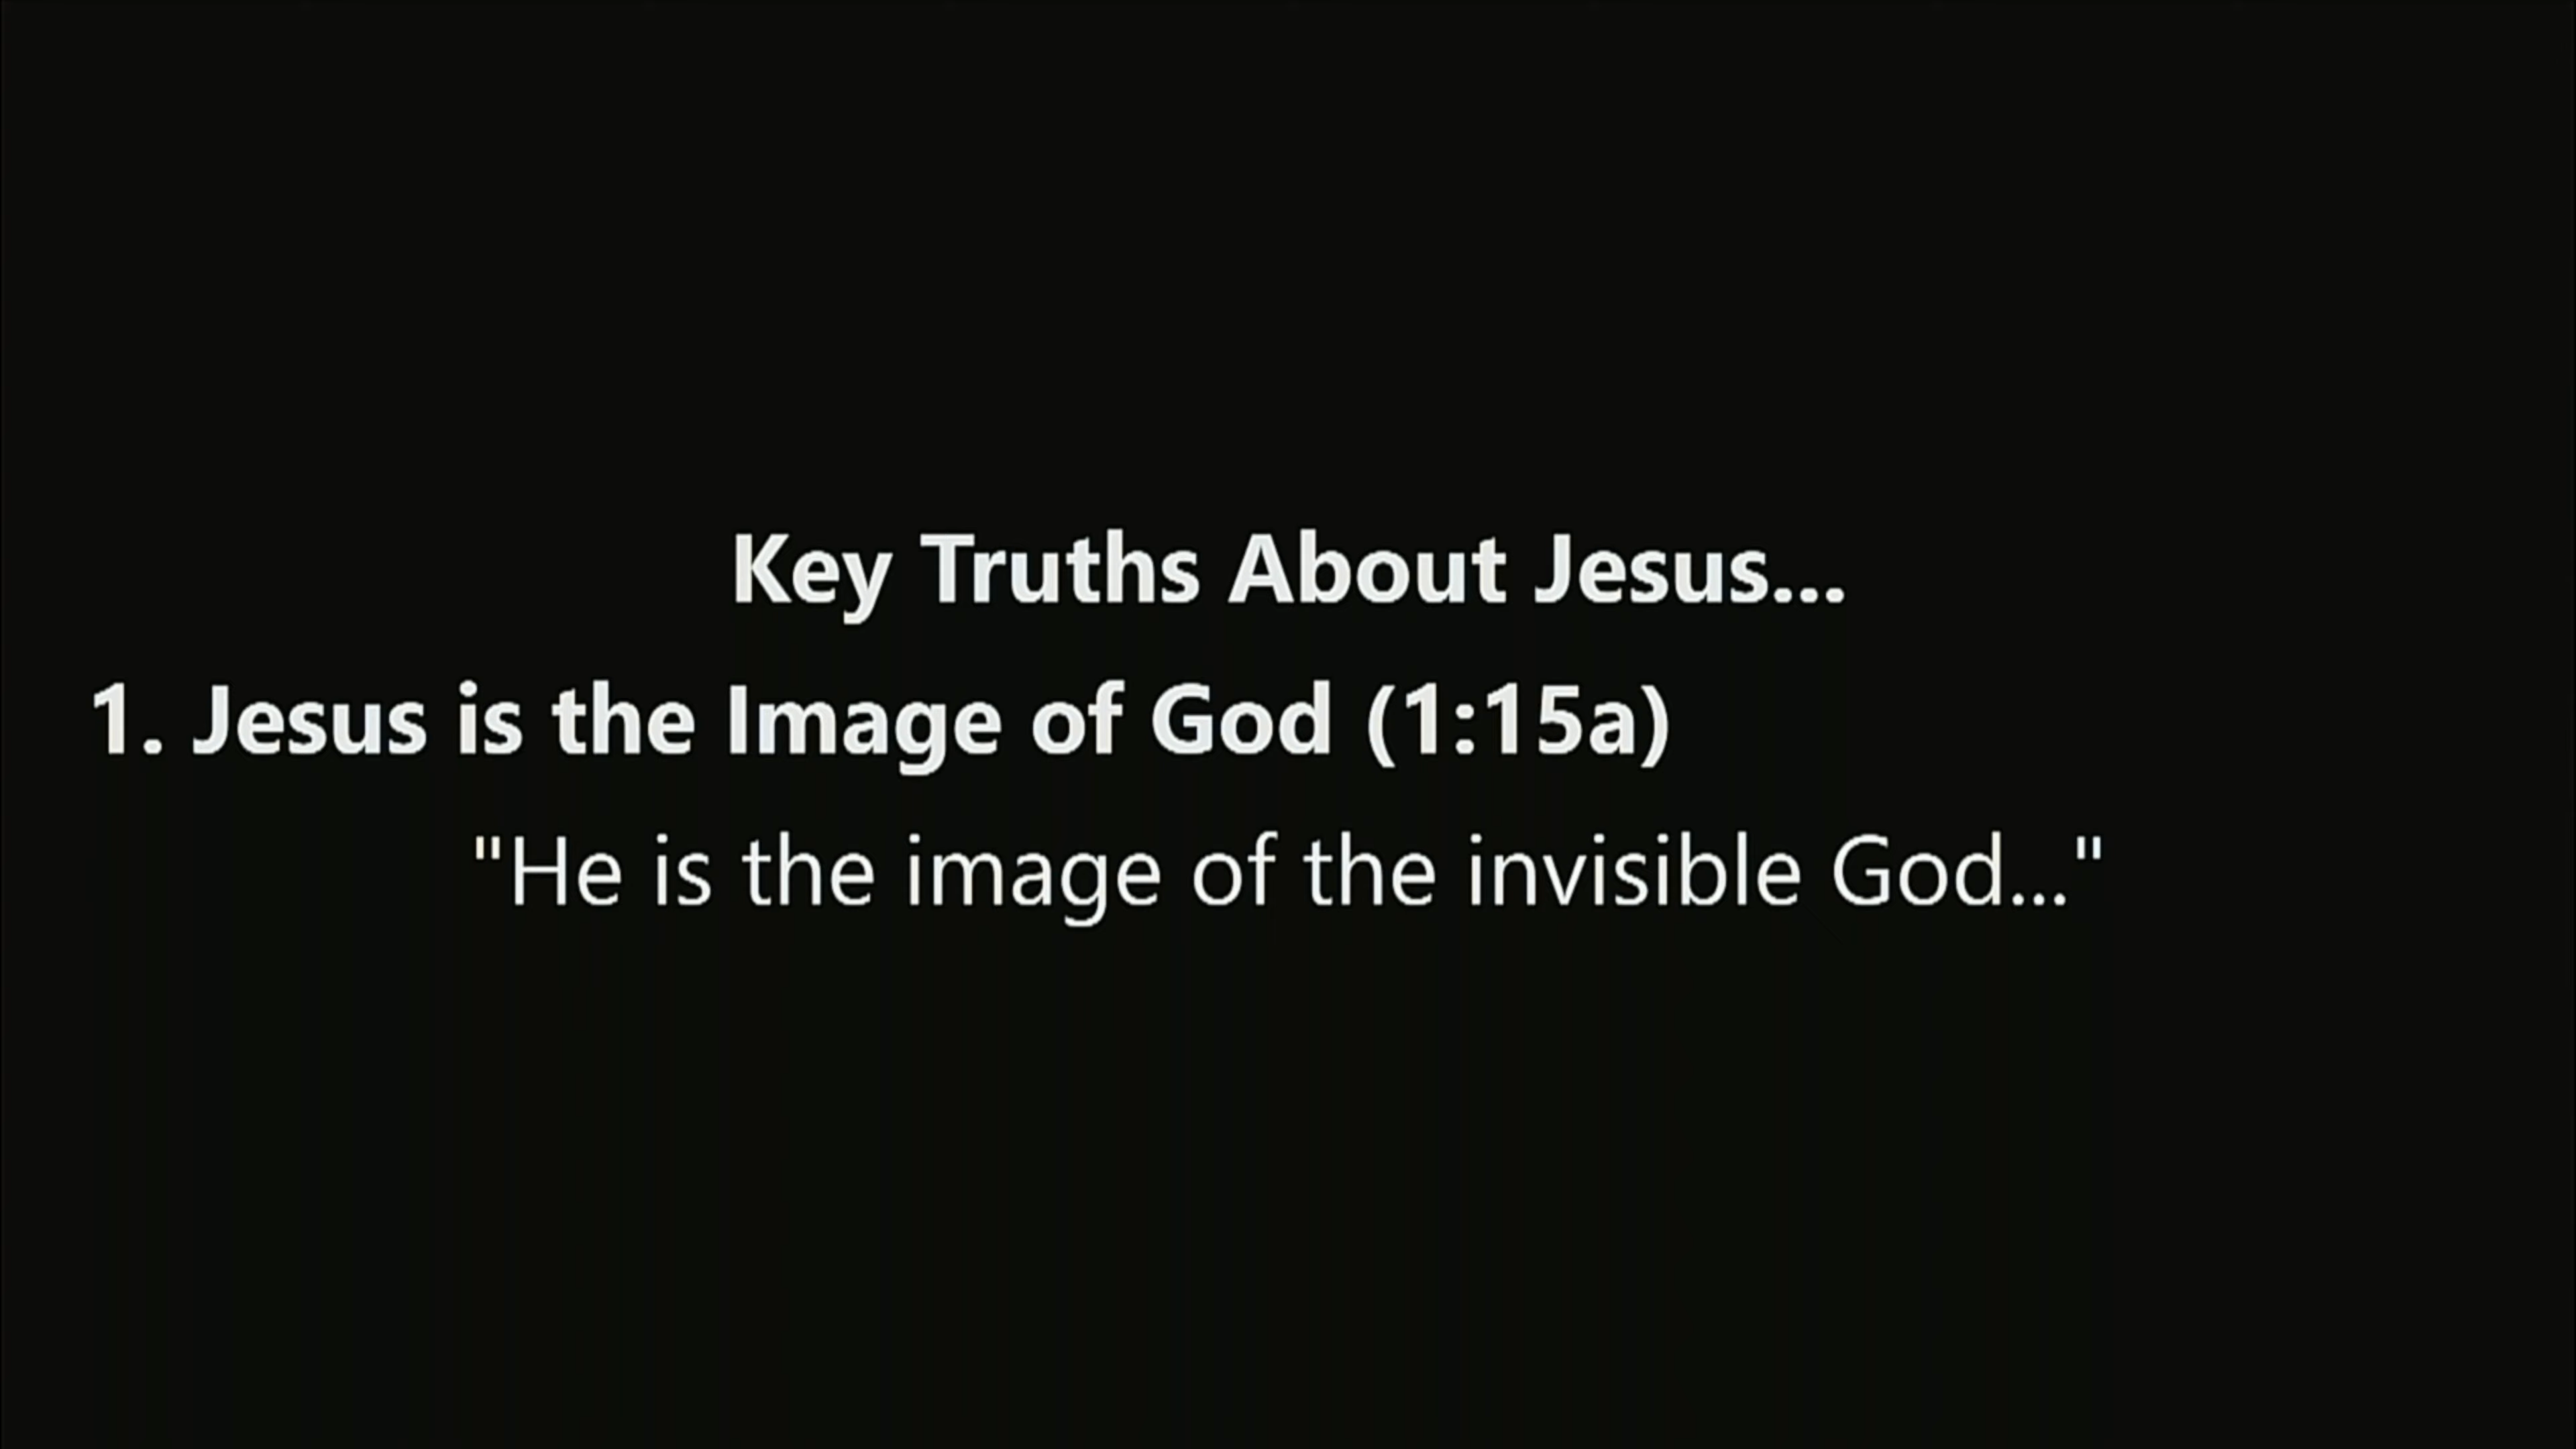 Key Truths About Jesus...
1. Jesus is the Image of God (1:15a)
"He is the image of the invisible God..."